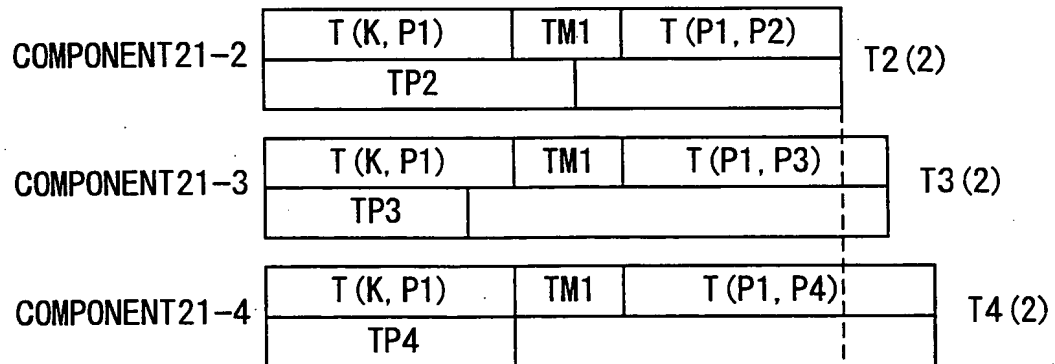 T(K, P1) TM1 T(P1, P2)
COMPONENT21-2 T2(2)
TP2
T(K, P1) TM1 T(P1, P3)
COMPONENT21-3 T3(2)
TP3
T(K, P1) TM1 T(P1, P4)
COMPONENT21-4 T4(2)
TP4